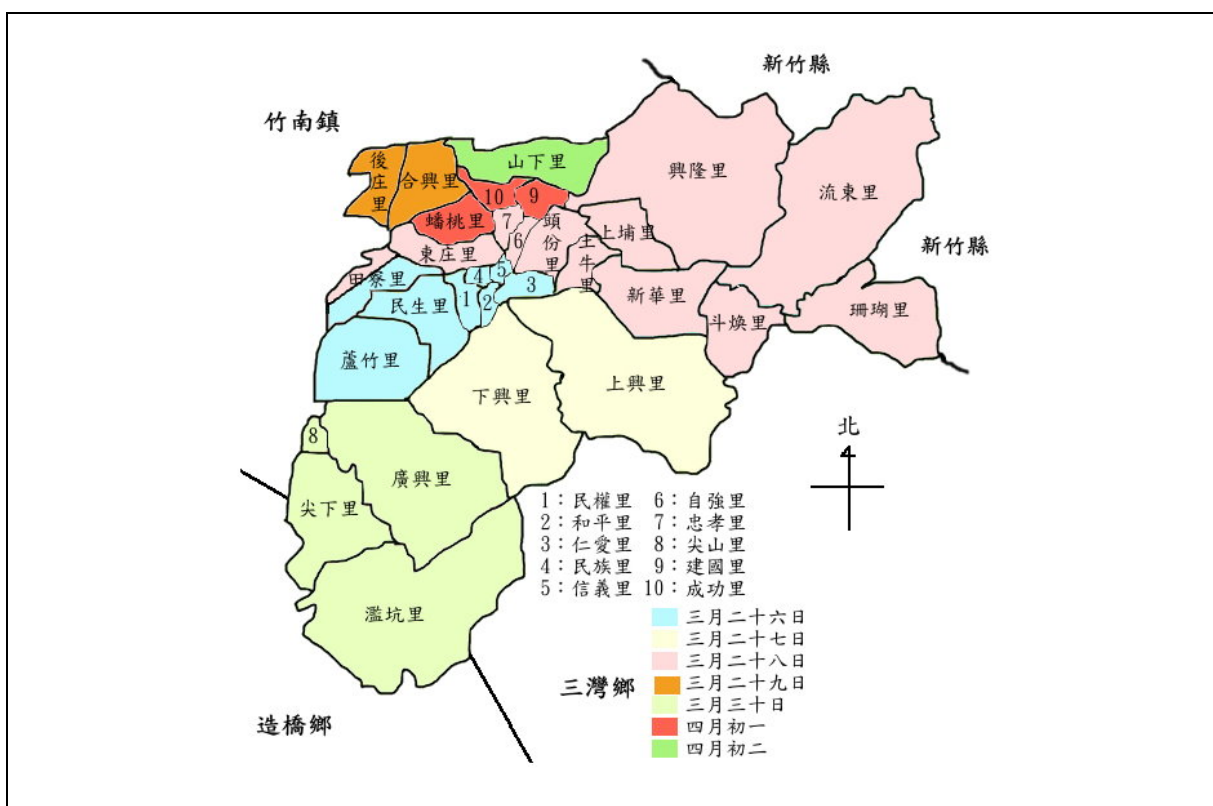 新竹縣
竹南鎮
後庄里
合興里
山下里
興隆里
流東里
10
9
蟠桃里
7
6
頭份里
土牛里
上埔里
新竹縣
東庄里
5
4
3
田寮里
民生里
1
2
新華里
斗煥里
珊瑚里
蘆竹里
下興里
上興里
8
廣興里
北
尖下里
濫坑里
1：民權里 6：自強里
2：和平里 7：忠孝里
3：仁愛里 8：尖山里
4：民族里 9：建國里
5：信義里 10：成功里
三月二十六日
三月二十七日
三月二十八日
三月二十九日
三月三十日
四月初一
四月初二
三灣鄉
造橋鄉